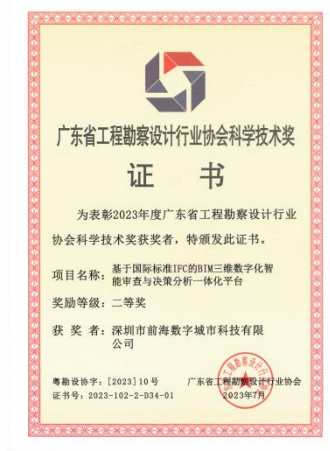 广东省工程勘察设计行业协会科学技术奖
证 书
为表彰2023年度广东省工程勘察设计行业
协会科学技术奖获奖者，特颁发此证书。
项目名称：基于国际标准IFC的BIM三维数字化智
能审查与决策分析一体化平台
奖励等级：二等奖
获 奖 者：深圳市前海数字城市科技有限
公司
粤勘设协字：[2023]10号
广东省工程勘察设计行业协会
证书号：2023-102-2-D34-01
2023年7月